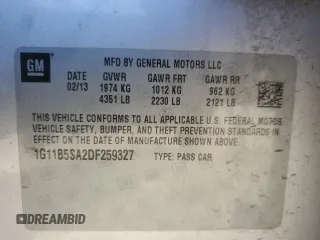 GM
MFD BY GENERAL MOTORS LLC
DATE GVWR GAWR FRT GAWR RR
02/13 1974 KG 1012 KG 962 KG
4351 LB 2230 LB 2121 LB
THIS VEHICLE CONFORMS TO ALL APPLICABLE U.S. FEDERAL MOTOR
VEHICLE SAFETY, BUMPER, AND THEFT PREVENTION STANDARDS
IN EFFECT ON THE DATE OF MANUFACTURE SHOWN ABOVE.
1G11B5SA2DF259327 TYPE: PASS CAR
DREAMBID